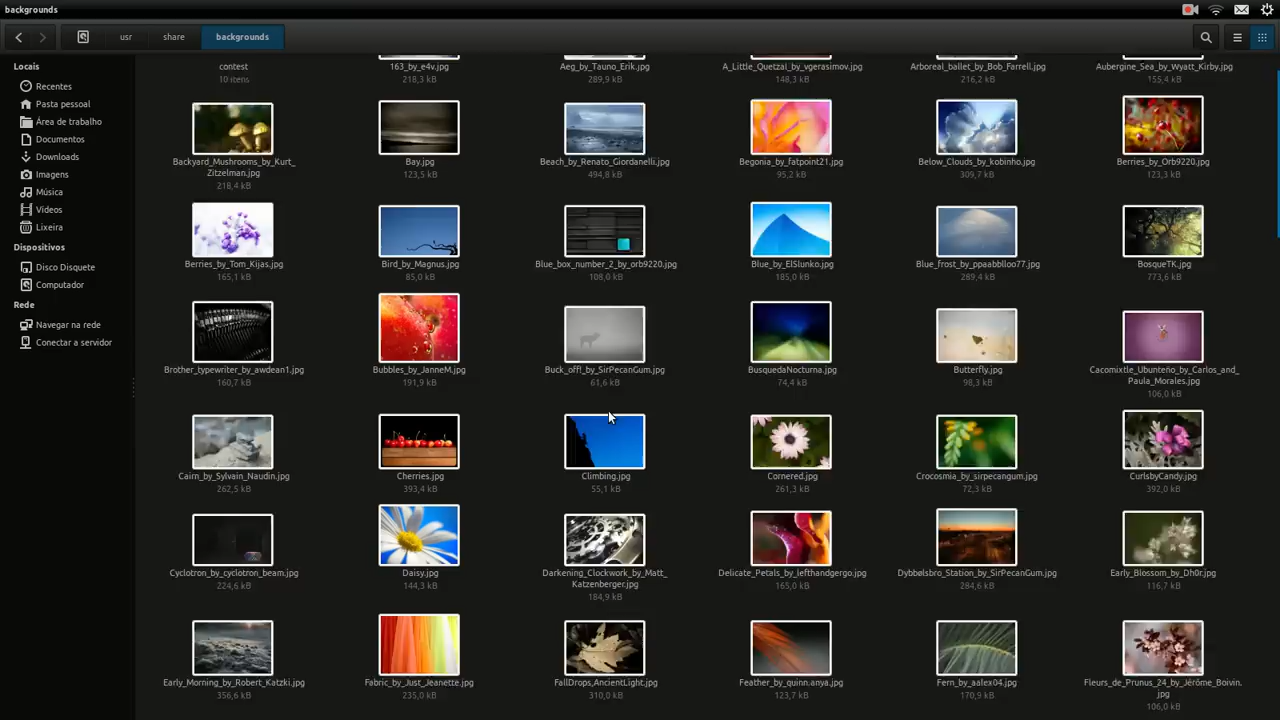 backgrounds
usr share backgrounds
Locais
Recentes
Pasta pessoal
Área de trabalho
Documentos
Downloads
Imagens
Música
Vídeos
Lixeira
Dispositivos
Disco Disquete
Computador
Rede
Navegar na rede
Conectar a servidor
contest
10 itens
163_by_e4v.jpg
218,3 kB
Aeg_by_Tauno_Erik.jpg
289,9 kB
A_Little_Quetzal_by_vgerasimov.jpg
148,3 kB
Arboreal_ballet_by_Bob_Farrell.jpg
216,2 kB
Aubergine_Sea_by_Wyatt_Kirby.jpg
155,4 kB
Backyard_Mushrooms_by_Kurt_
Zitzelman.jpg
218,4 kB
Bay.jpg
123,5 kB
Beach_by_Renato_Giordanelli.jpg
494,8 kB
Begonia_by_fatpoint21.jpg
95,2 kB
Below_Clouds_by_kobinho.jpg
309,7 kB
Berries_by_Orb9220.jpg
123,3 kB
Berries_by_Tom_Kijas.jpg
165,1 kB
Bird_by_Magnus.jpg
85,0 kB
Blue_box_number_2_by_orb9220.jpg
108,0 kB
Blue_by_ElSlunko.jpg
185,0 kB
Blue_frost_by_ppaabblloo77.jpg
289,4 kB
BosqueTK.jpg
773,6 kB
Brother_typewriter_by_awdean1.jpg
160,7 kB
Bubbles_by_JanneM.jpg
191,9 kB
Buck_off!_by_SirPecanGum.jpg
61,6 kB
BusquedaNocturna.jpg
74,4 kB
Butterfly.jpg
98,3 kB
Cacomixtle_Ubunteño_by_Carlos_and_
Paula_Morales.jpg
106,0 kB
Cairn_by_Sylvain_Naudin.jpg
262,5 kB
Cherries.jpg
393,4 kB
Climbing.jpg
55,1 kB
Cornered.jpg
261,3 kB
Crocosmia_by_sirpecangum.jpg
72,3 kB
CurlsbyCandy.jpg
392,0 kB
Cyclotron_by_cyclotron_beam.jpg
224,6 kB
Daisy.jpg
144,3 kB
Darkening_Clockwork_by_Matt_
Katzenberger.jpg
184,9 kB
Delicate_Petals_by_lefthandgergo.jpg
165,0 kB
Dybbølsbro_Station_by_SirPecanGum.jpg
284,6 kB
Early_Blossom_by_Dh0r.jpg
116,7 kB
Early_Morning_by_Robert_Katzki.jpg
356,6 kB
Fabric_by_Just_Jeanette.jpg
235,0 kB
FallDrops_AncientLight.jpg
310,0 kB
Feather_by_quinn.anya.jpg
123,7 kB
Fern_by_aalex04.jpg
170,9 kB
Fleurs_de_Prunus_24_by_Jérôme_Boivin.
jpg
106,0 kB